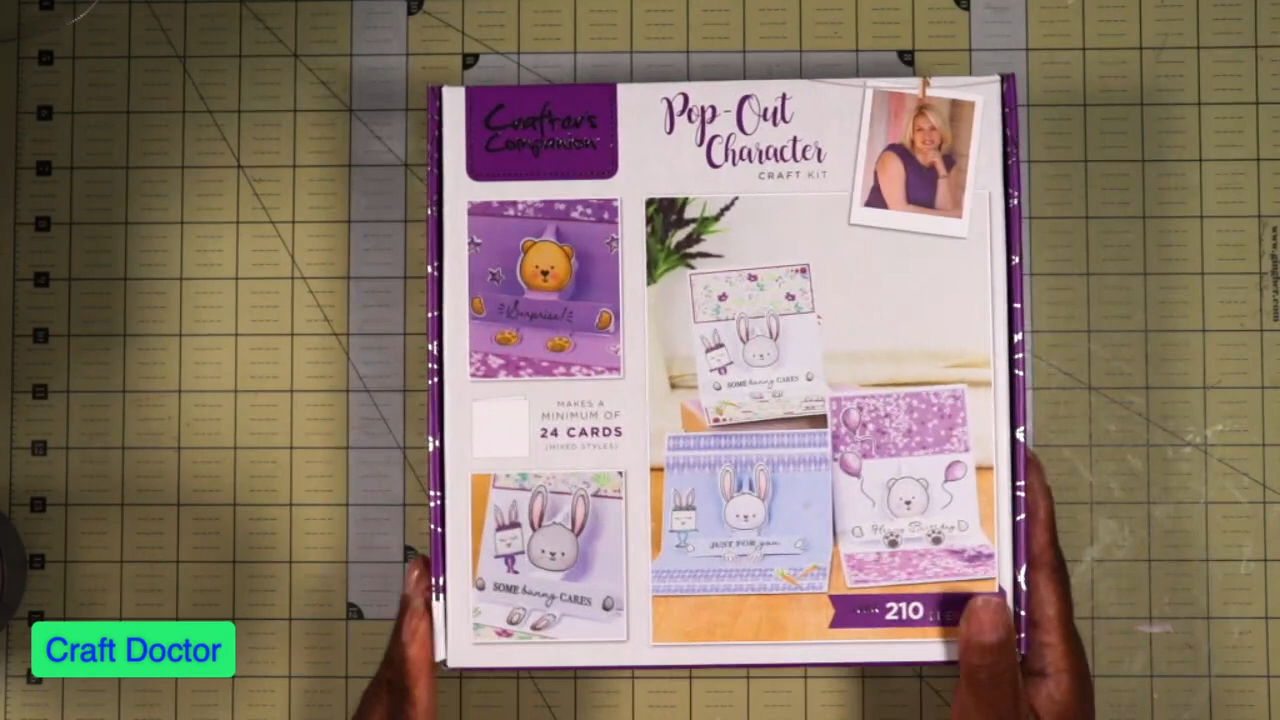 Crafter's
Companion
Pop-Out
Character
CRAFT KIT
Surprise!
MAKES A
MINIMUM OF
24 CARDS
(MIXED STYLES)
SOME bunny CARES
SOME bunny CARES
JUST FOR you
Happy Birthday
210
Craft Doctor